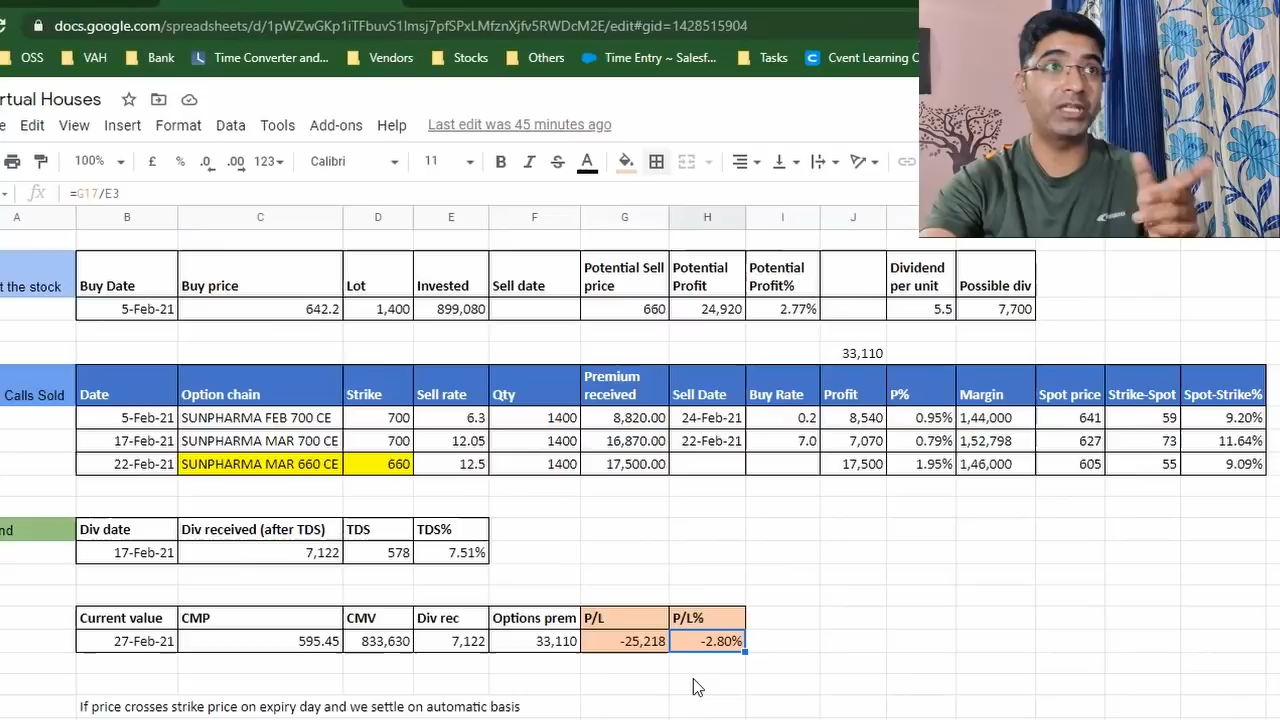 docs.google.com/spreadsheets/d/1pWZwGKp1iTFbuvS1lmsj7pfSPxLMfznXjfv5RWDcM2E/edit#gid=1428515904
OSS VAH Bank Time Converter and... Vendors Stocks Others Time Entry ~ Salesf... Tasks Cvent Learning C
rtual Houses
e Edit View Insert Format Data Tools Add-ons Help Last edit was 45 minutes ago
100% £ % .0 .00 123 Calibri 11 B I S A
fx =G17/E3
A B C D E F G H I J
t the stock Buy Date Buy price Lot Invested Sell date Potential Sell price Potential Profit Potential Profit% Dividend per unit Possible div
5-Feb-21 642.2 1,400 899,080 660 24,920 2.77% 5.5 7,700
33,110
Calls Sold Date Option chain Strike Sell rate Qty Premium received Sell Date Buy Rate Profit P% Margin Spot price Strike-Spot Spot-Strike%
5-Feb-21 SUNPHARMA FEB 700 CE 700 6.3 1400 8,820.00 24-Feb-21 0.2 8,540 0.95% 1,44,000 641 59 9.20%
17-Feb-21 SUNPHARMA MAR 700 CE 700 12.05 1400 16,870.00 22-Feb-21 7.0 7,070 0.79% 1,52,798 627 73 11.64%
22-Feb-21 SUNPHARMA MAR 660 CE 660 12.5 1400 17,500.00 17,500 1.95% 1,46,000 605 55 9.09%
nd Div date Div received (after TDS) TDS TDS%
17-Feb-21 7,122 578 7.51%
Current value CMP CMV Div rec Options prem P/L P/L%
27-Feb-21 595.45 833,630 7,122 33,110 -25,218 -2.80%
If price crosses strike price on expiry day and we settle on automatic basis